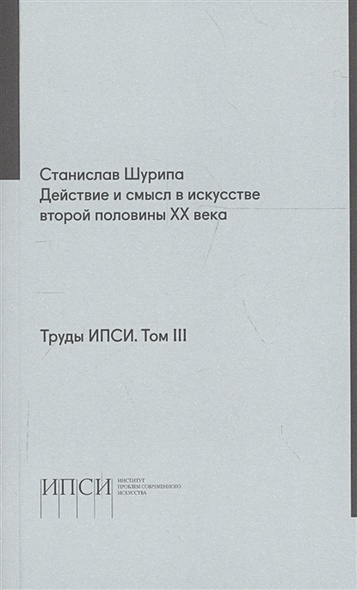 Станислав Шурипа
Действие и смысл в искусстве
второй половины XX века
Труды ИПСИ. Том III
ИПСИ
ИНСТИТУТ
ПРОБЛЕМ СОВРЕМЕННОГО
ИСКУССТВА